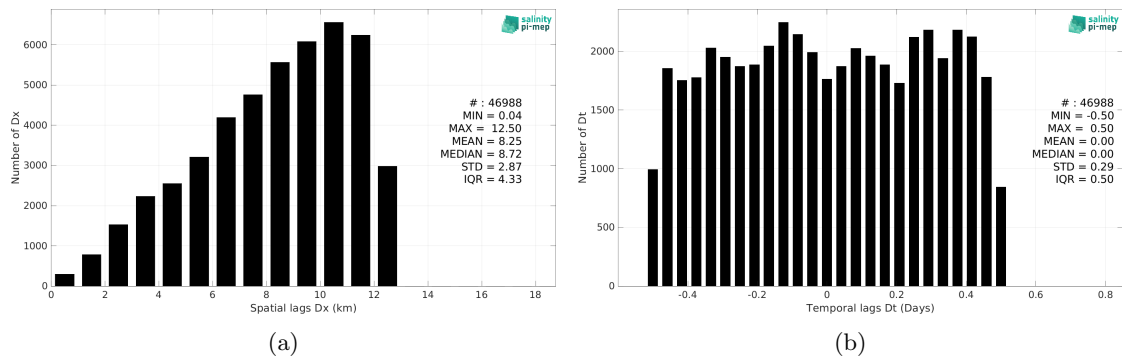 salinity
pi-mep
6000
5000
4000
3000
2000
1000
0
Number of Dx
# : 46988
MIN = 0.04
MAX = 12.50
MEAN = 8.25
MEDIAN = 8.72
STD = 2.87
IQR = 4.33
0 2 4 6 8 10 12 14 16 18
Spatial lags Dx (km)
(a)
salinity
pi-mep
2000
1500
1000
500
0
Number of Dt
# : 46988
MIN = -0.50
MAX = 0.50
MEAN = 0.00
MEDIAN = 0.00
STD = 0.29
IQR = 0.50
-0.4 -0.2 0 0.2 0.4 0.6 0.8
Temporal lags Dt (Days)
(b)